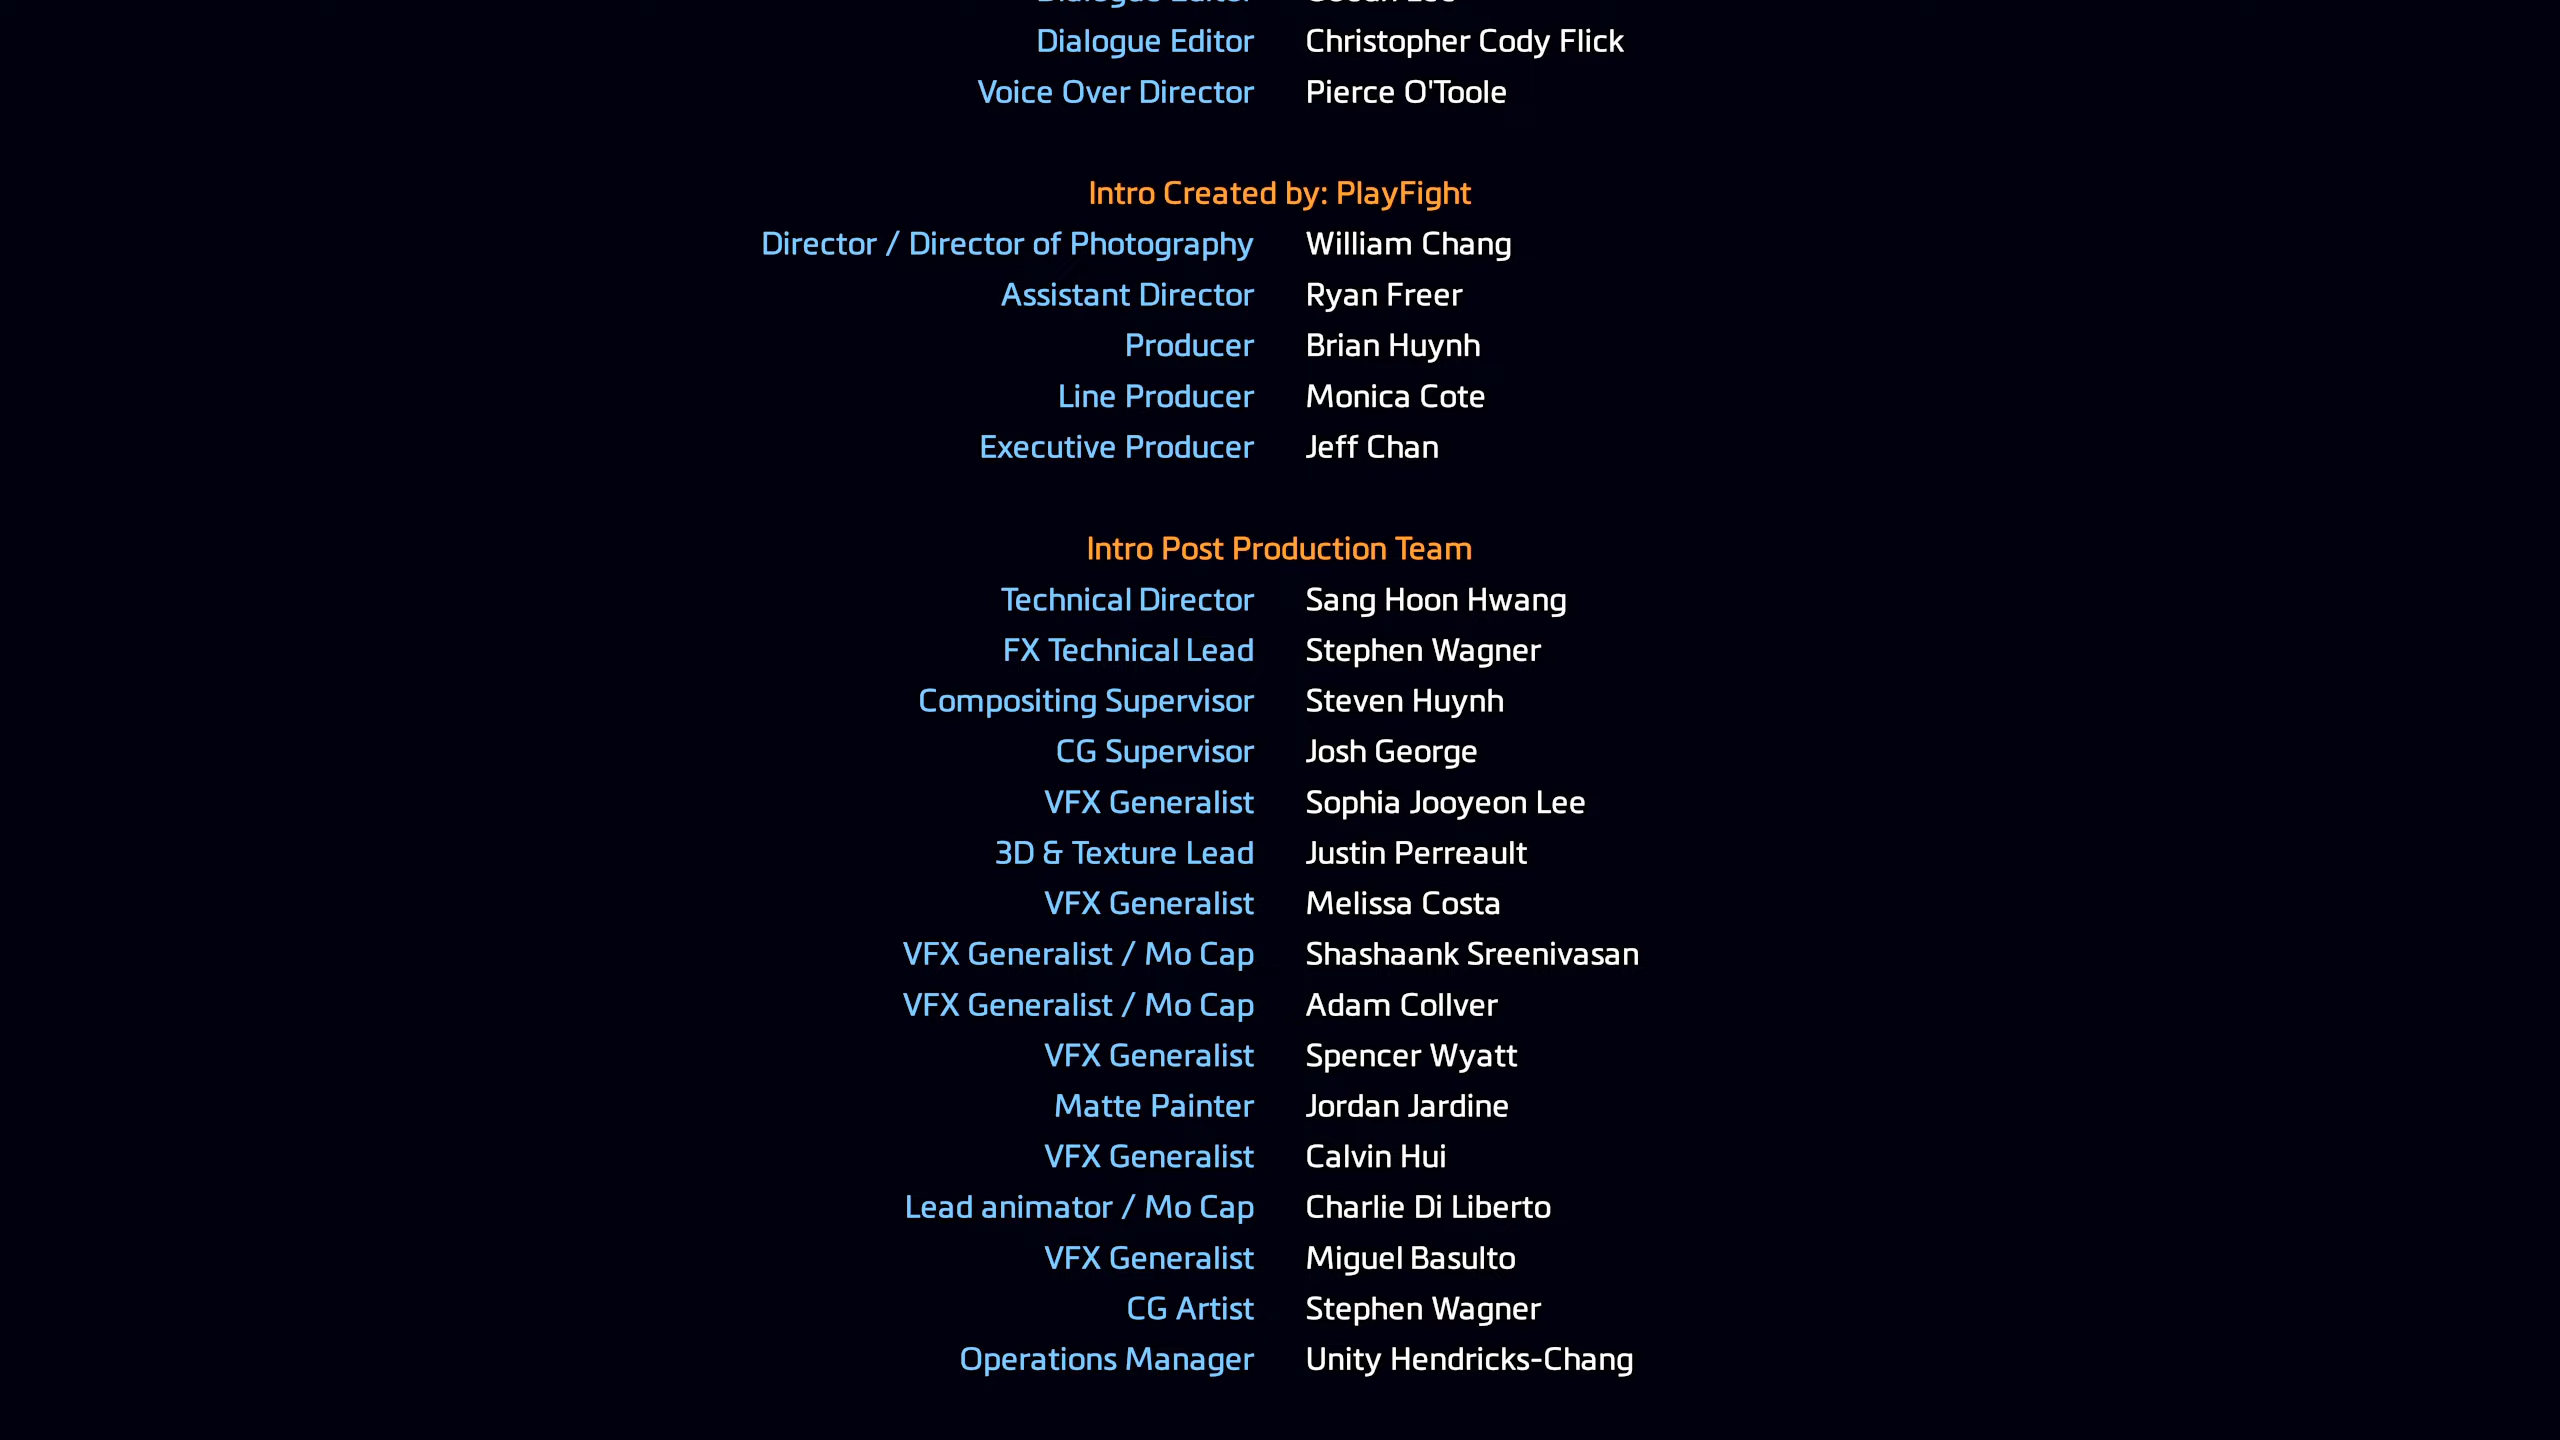 Dialogue Editor
Dialogue Editor Christopher Cody Flick
Voice Over Director Pierce O'Toole
Intro Created by: PlayFight
Director / Director of Photography William Chang
Assistant Director Ryan Freer
Producer Brian Huynh
Line Producer Monica Cote
Executive Producer Jeff Chan
Intro Post Production Team
Technical Director Sang Hoon Hwang
FX Technical Lead Stephen Wagner
Compositing Supervisor Steven Huynh
CG Supervisor Josh George
VFX Generalist Sophia Jooyeon Lee
3D & Texture Lead Justin Perreault
VFX Generalist Melissa Costa
VFX Generalist / Mo Cap Shashaank Sreenivasan
VFX Generalist / Mo Cap Adam Collver
VFX Generalist Spencer Wyatt
Matte Painter Jordan Jardine
VFX Generalist Calvin Hui
Lead animator / Mo Cap Charlie Di Liberto
VFX Generalist Miguel Basulto
CG Artist Stephen Wagner
Operations Manager Unity Hendricks-Chang